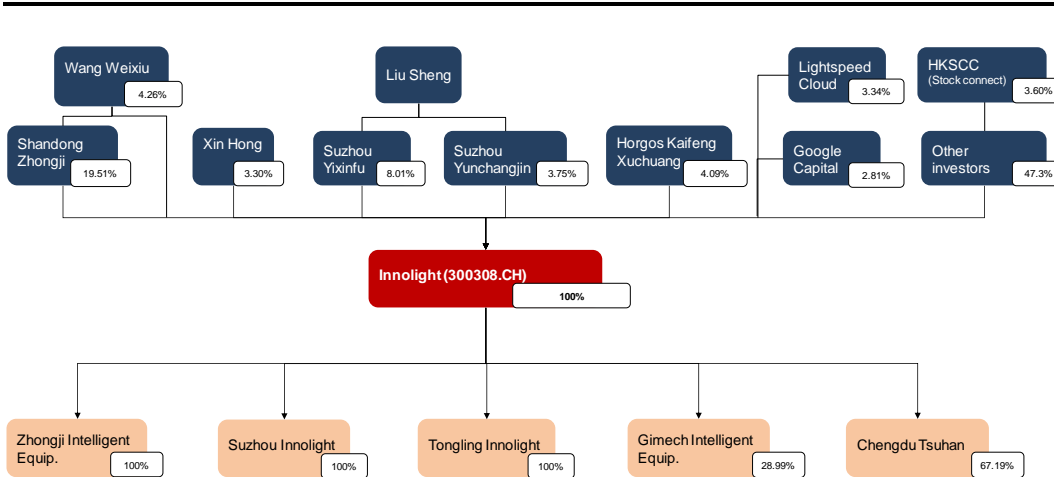 Wang Weixiu
4.26%
Liu Sheng
Lightspeed
Cloud
3.34%
HKSCC
(Stock connect)
3.60%
Shandong
Zhongji
19.51%
Xin Hong
3.30%
Suzhou
Yixinfu
8.01%
Suzhou
Yunchangjin
3.75%
Horgos Kaifeng
Xuchuang
4.09%
Google
Capital
2.81%
Other
investors
47.3%
Innolight (300308.CH)
100%
Zhongji Intelligent
Equip.
100%
Suzhou Innolight
100%
Tongling Innolight
100%
Gimech Intelligent
Equip.
28.99%
Chengdu Tsuhan
67.19%